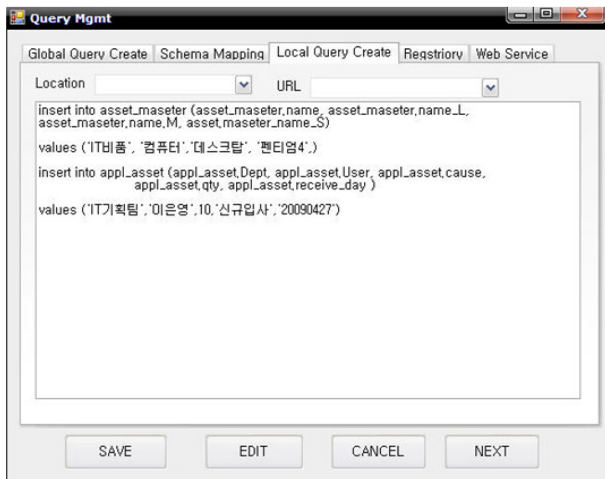 Query Mgmt
Global Query Create Schema Mapping Local Query Create Regstriory Web Service
Location URL
insert into asset_maseter (asset_maseter,name, asset_maseter,name_L,
asset_maseter,name,M, asset,maseter_name_S)
values ('IT비품', '컴퓨터','데스크탑', '펜티엄4',)
insert into appl_asset (appl_asset,Dept, appl_asset,User, appl_asset,cause,
appl_asset,qty, appl_asset,receive_day )
values ('IT기획팀','이은영',10,'신규입사','20090427')
SAVE EDIT CANCEL NEXT